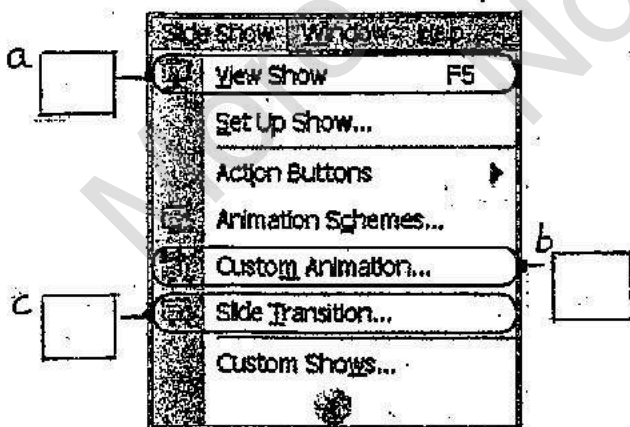 Slide Show Window Help
a
View Show F5
Set Up Show...
Action Buttons
Animation Schemes...
b
Custom Animation...
c
Slide Transition...
Custom Shows...